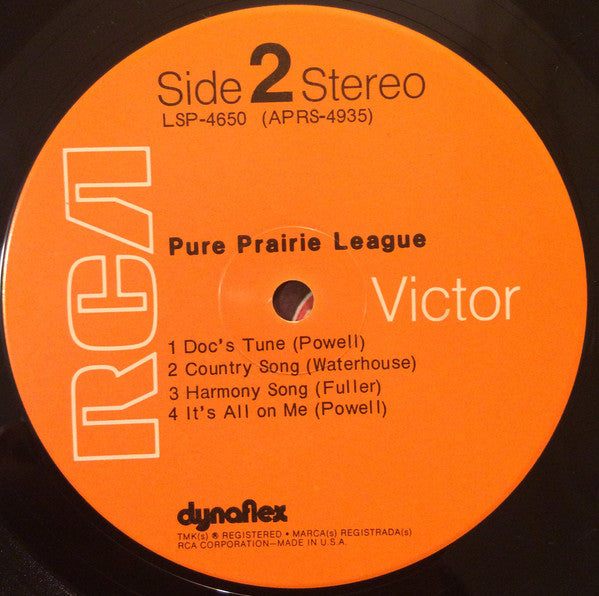 Side 2 Stereo
LSP-4650 (APRS-4935)
RCA
Pure Prairie League
Victor
1 Doc's Tune (Powell)
2 Country Song (Waterhouse)
3 Harmony Song (Fuller)
4 It's All on Me (Powell)
dynaflex
TMK(s) ® REGISTERED • MARCA(s) REGISTRADA(s)
RCA CORPORATION—MADE IN U.S.A.